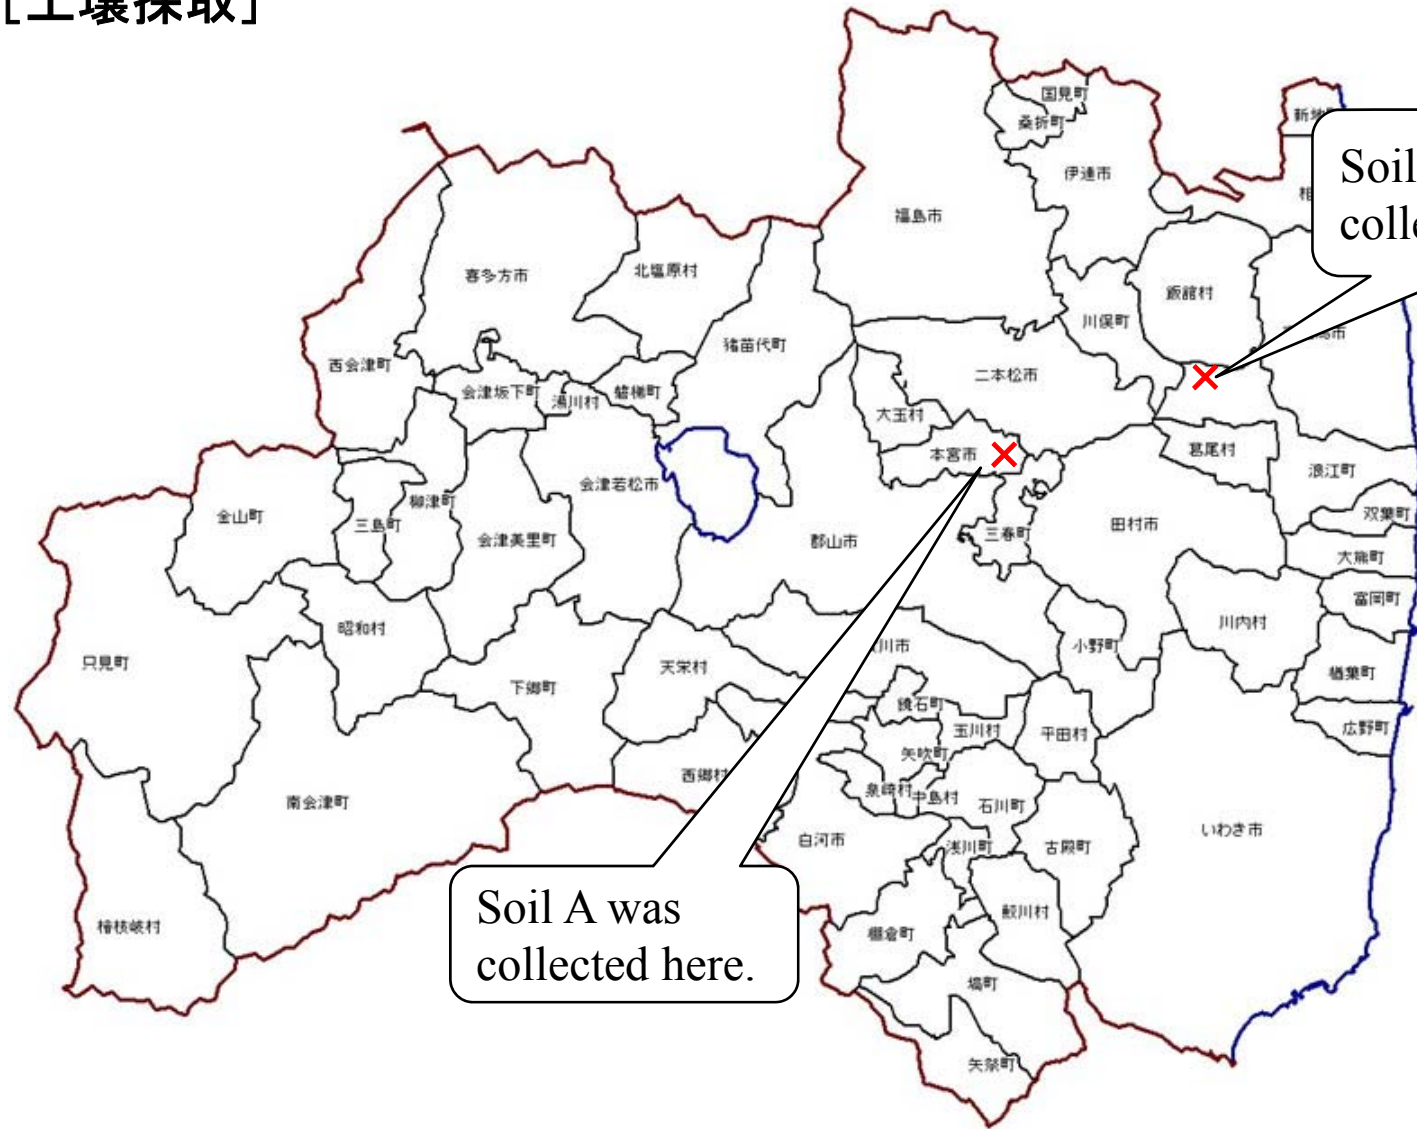 [土壌採取]
国見町
桑折町
新地
伊達市
Soil
colle
相
福島市
喜多方市
北塩原村
飯舘村
川俣町
猪苗代町
市
西会津町
二本松市
会津坂下町
湯川村
磐梯町
大玉村
本宮市
葛尾村
浪江町
会津若松市
柳津町
金山町
三島町
双葉町
田村市
三春町
会津美里町
郡山市
大熊町
富岡町
川内村
昭和村
小野町
川市
只見町
天栄村
楢葉町
下郷町
鏡石町
玉川村
平田村
広野町
矢吹町
西郷村
泉崎村
中島村
南会津町
石川町
いわき市
白河市
浅川町
古殿町
Soil A was
collected here.
鮫川村
檜枝岐村
棚倉町
塙町
矢祭町